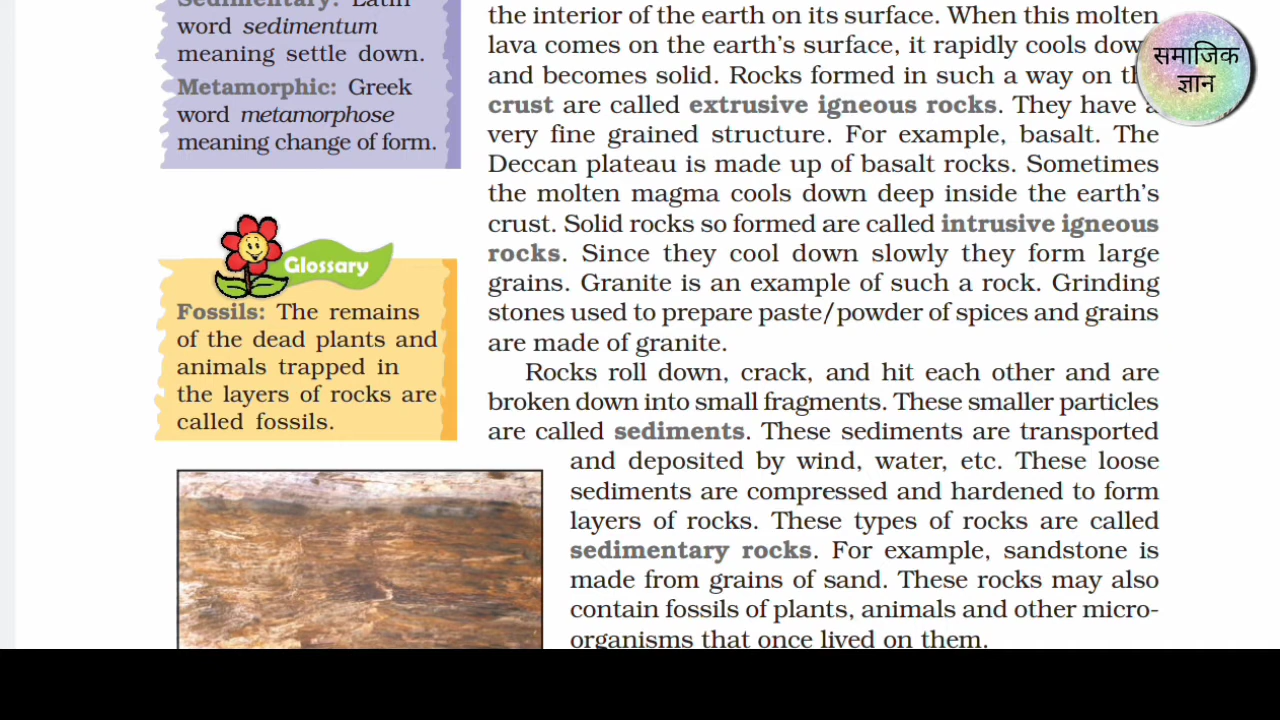 Sedimentary: Latin
word sedimentum
meaning settle down.
Metamorphic: Greek
word metamorphose
meaning change of form.
Glossary
Fossils: The remains
of the dead plants and
animals trapped in
the layers of rocks are
called fossils.
the interior of the earth on its surface. When this molten
lava comes on the earth's surface, it rapidly cools down
and becomes solid. Rocks formed in such a way on the
crust are called extrusive igneous rocks. They have a
very fine grained structure. For example, basalt. The
Deccan plateau is made up of basalt rocks. Sometimes
the molten magma cools down deep inside the earth's
crust. Solid rocks so formed are called intrusive igneous
rocks. Since they cool down slowly they form large
grains. Granite is an example of such a rock. Grinding
stones used to prepare paste/powder of spices and grains
are made of granite.
Rocks roll down, crack, and hit each other and are
broken down into small fragments. These smaller particles
are called sediments. These sediments are transported
and deposited by wind, water, etc. These loose
sediments are compressed and hardened to form
layers of rocks. These types of rocks are called
sedimentary rocks. For example, sandstone is
made from grains of sand. These rocks may also
contain fossils of plants, animals and other micro-
organisms that once lived on them.
समाजिक
ज्ञान